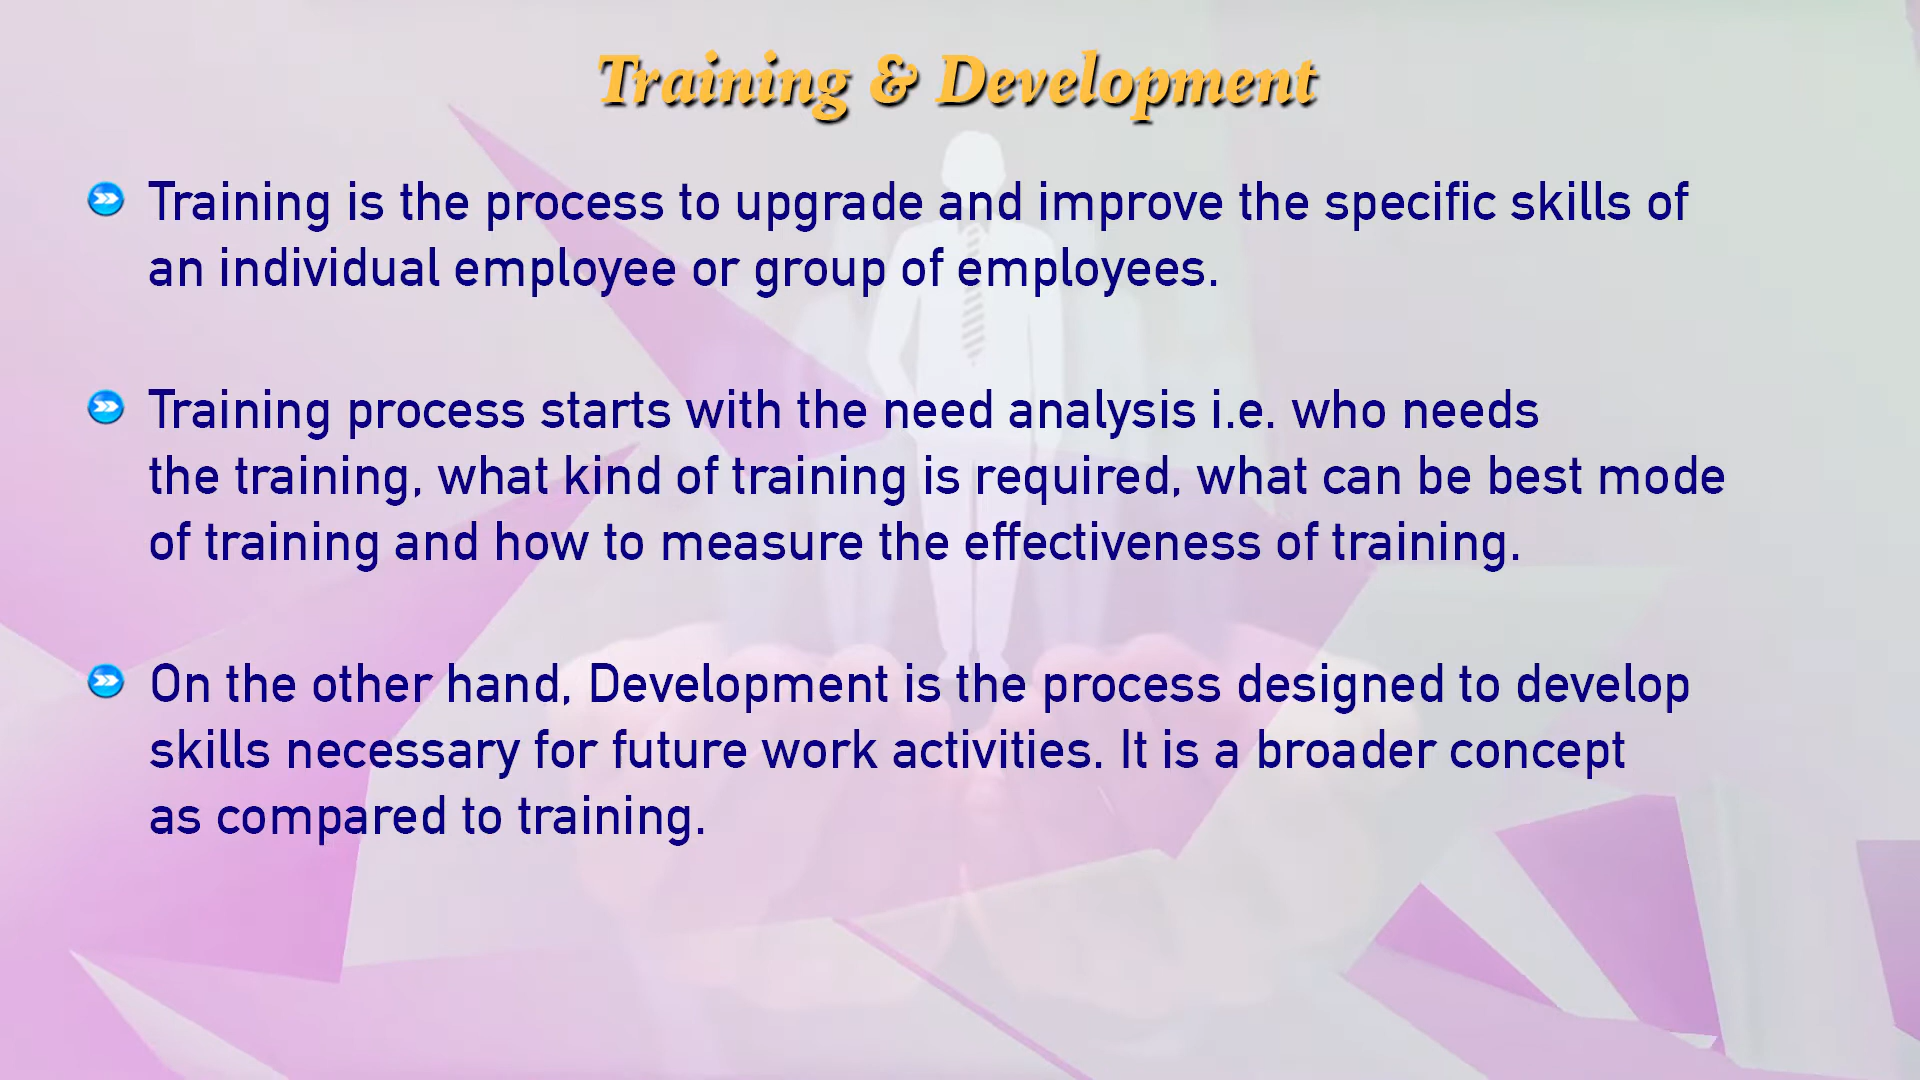 Training & Development
Training is the process to upgrade and improve the specific skills of
an individual employee or group of employees.
Training process starts with the need analysis i.e. who needs
the training, what kind of training is required, what can be best mode
of training and how to measure the effectiveness of training.
On the other hand, Development is the process designed to develop
skills necessary for future work activities. It is a broader concept
as compared to training.